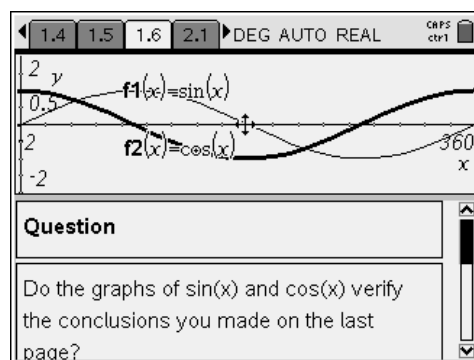 1.4 1.5 1.6 2.1 DEG AUTO REAL CAPS ctrl
2 y
f1(x)=sin(x)
0.5
f2(x)=cos(x)
-2 360
x
-2
Question
Do the graphs of sin(x) and cos(x) verify
the conclusions you made on the last
page?